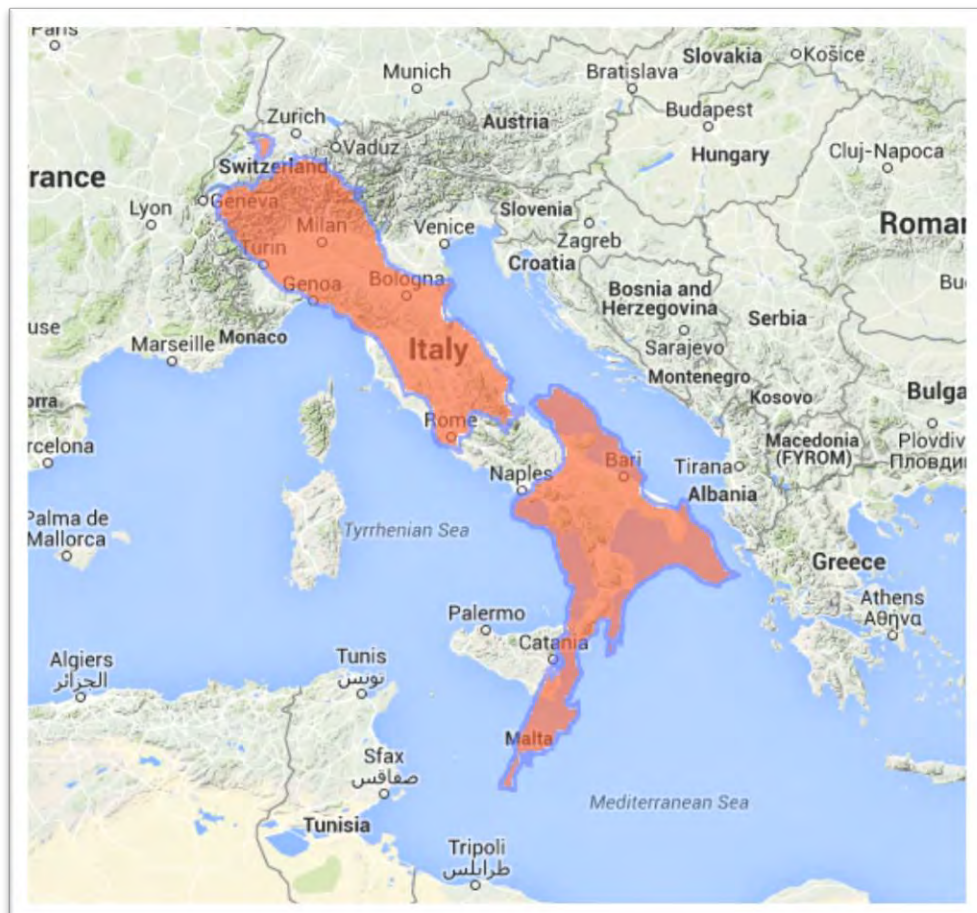 Paris
Munich
Slovakia
Košice
Bratislava
Zurich
Austria
Budapest
Vaduz
Switzerland
Hungary
Cluj-Napoca
rance
Geneva
Lyon
Slovenia
Milan
Venice
Zagreb
Romar
Turin
Croatia
Genoa
Bologna
Bosnia and
Herzegovina
Bu
use
Serbia
Marseille
Monaco
Italy
Sarajevo
Montenegro
Bulga
orra
Kosovo
Rome
Macedonia
(FYROM)
Plovdiv
Пловдив
rcelona
Bari
Tirana
Naples
Albania
Palma de
Mallorca
Tyrrhenian Sea
Greece
Athens
Αθήνα
Palermo
Catania
Algiers
الجزائر
Tunis
تونس
Malta
Sfax
صفاقس
Mediterranean Sea
Tunisia
Tripoli
طرابلس